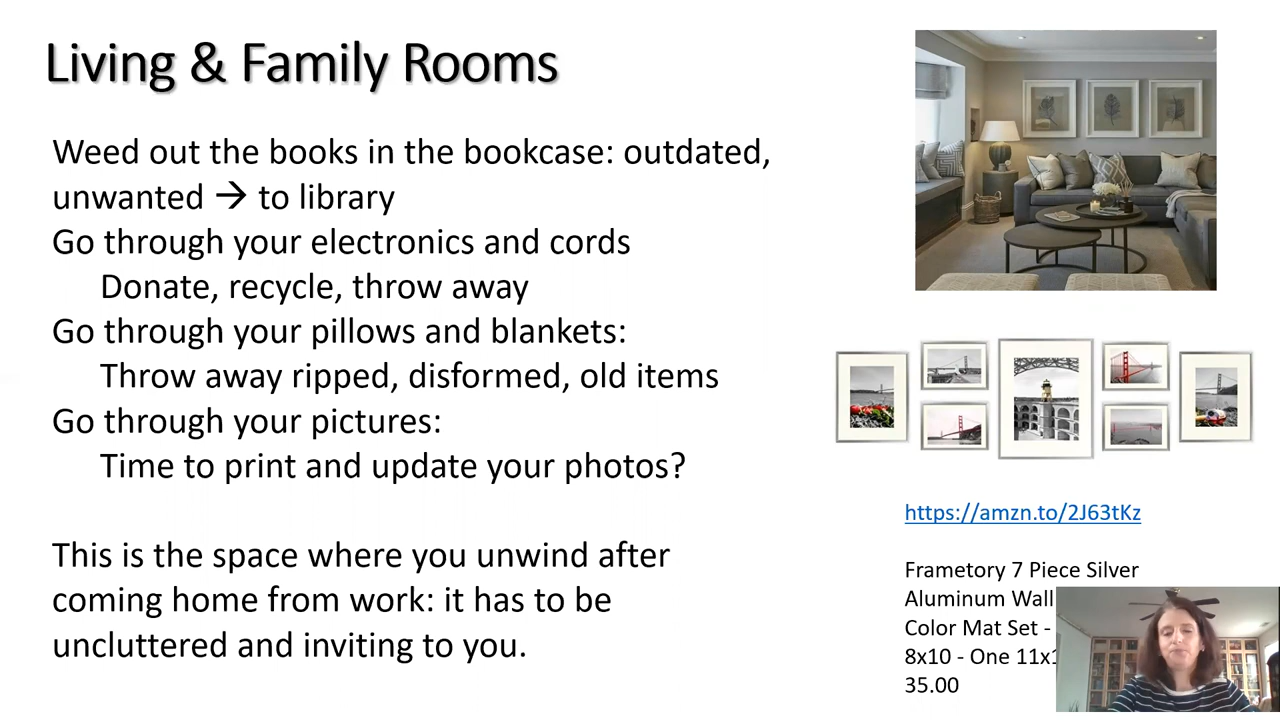 Living & Family Rooms
Weed out the books in the bookcase: outdated,
unwanted → to library
Go through your electronics and cords
Donate, recycle, throw away
Go through your pillows and blankets:
Throw away ripped, disformed, old items
Go through your pictures:
Time to print and update your photos?
This is the space where you unwind after
coming home from work: it has to be
uncluttered and inviting to you.
https://amzn.to/2J63tKz
Frametory 7 Piece Silver
Aluminum Wall
Color Mat Set -
8x10 - One
35.00